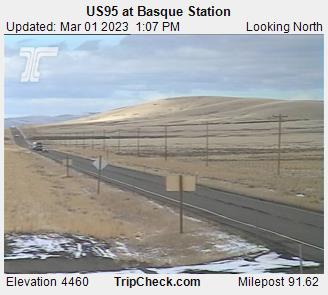 US95 at Basque Station
Updated: Mar 01 2023 1:07 PM Looking North
Elevation 4460 TripCheck.com Milepost 91.62